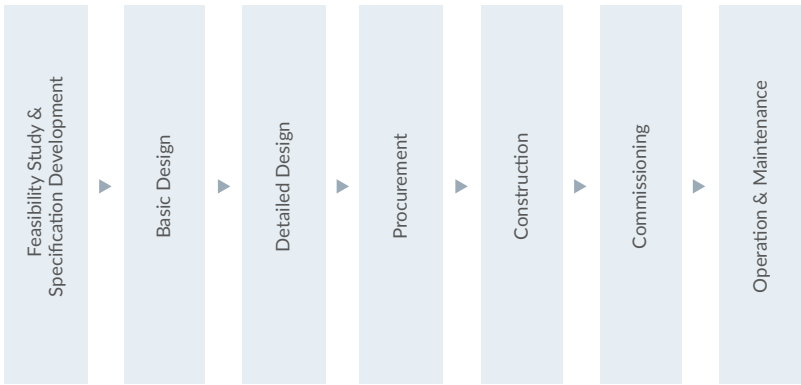 Feasibility Study &
Specification Development
Basic Design
Detailed Design
Procurement
Construction
Commissioning
Operation & Maintenance